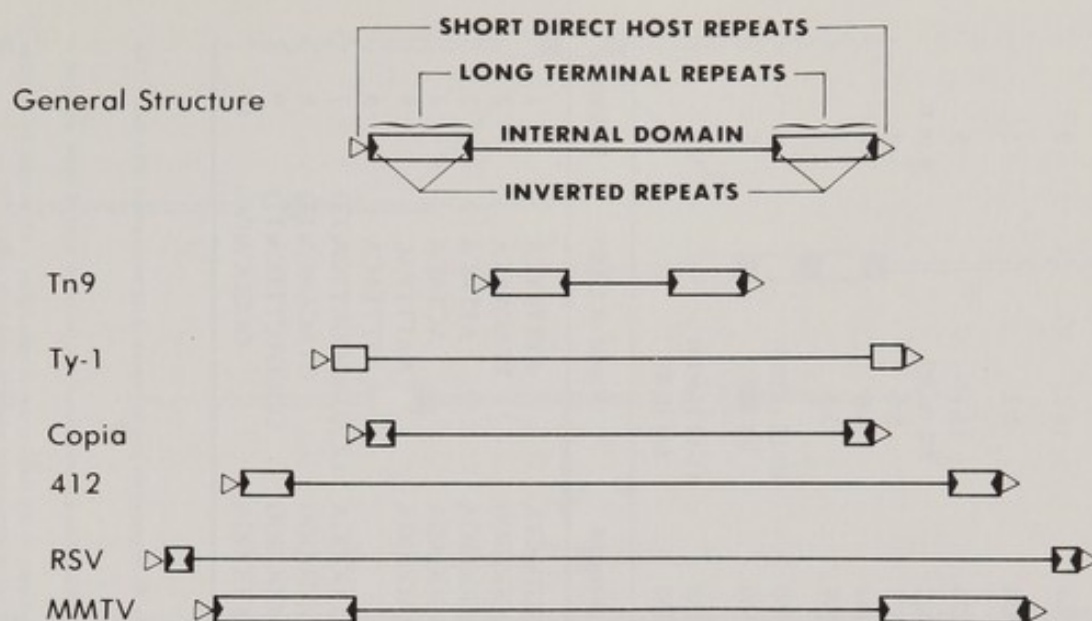 SHORT DIRECT HOST REPEATS
LONG TERMINAL REPEATS
General Structure
INTERNAL DOMAIN
INVERTED REPEATS
Tn9
Ty-1
Copia
412
RSV
MMTV